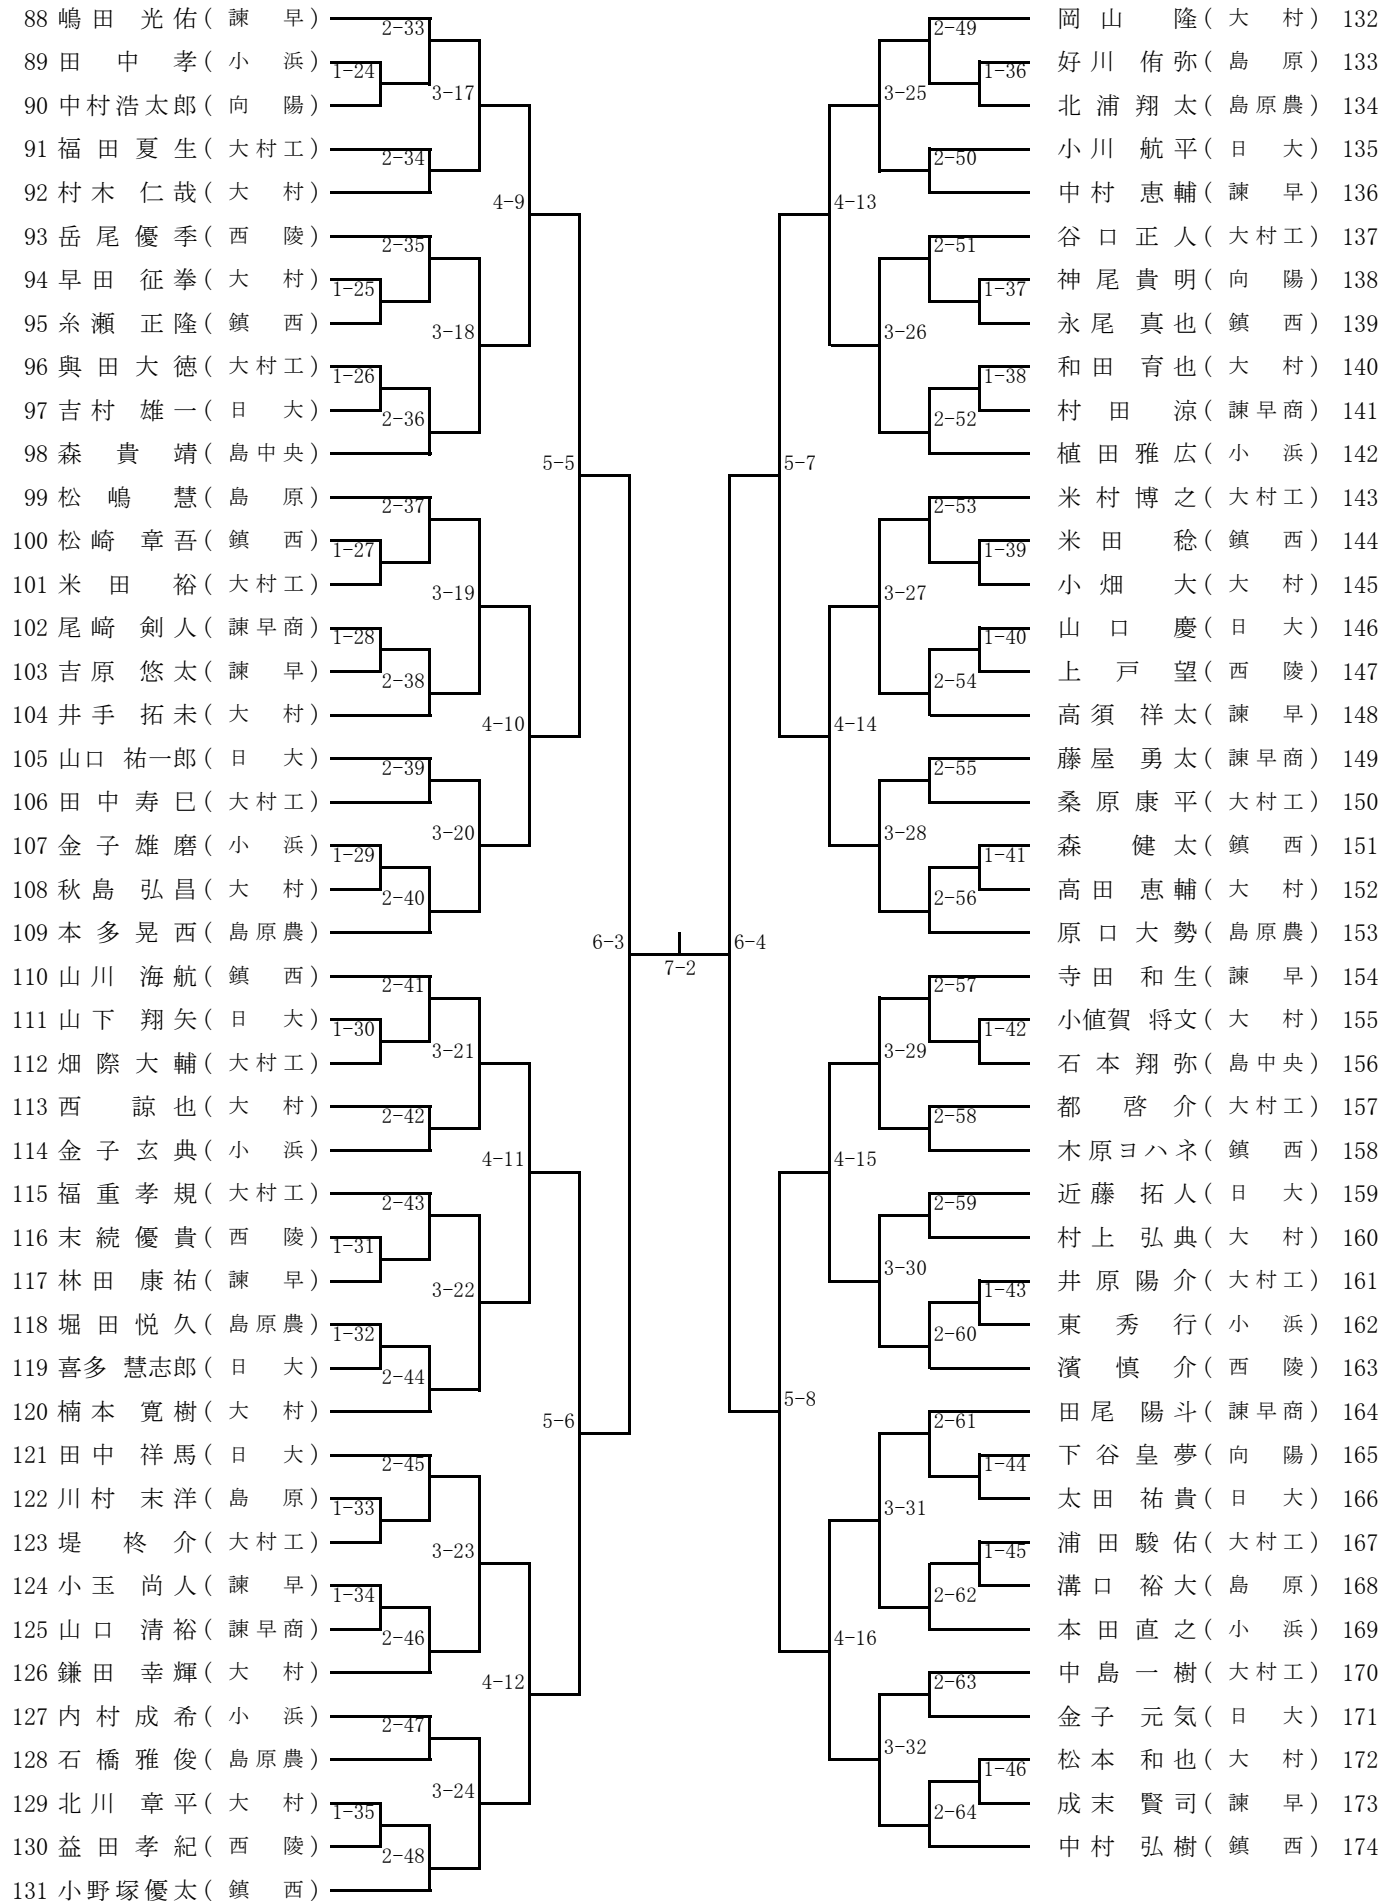 88 嶋田 光佑(諫 早)
89 田 中 孝(小 浜)
90 中村浩太郎(向 陽)
91 福田夏生(大村工)
92 村木 仁哉(大 村)
93 岳尾優季(西 陵)
94 早田 征拳(大 村)
95 糸瀬 正隆(鎮 西)
96 與田大徳(大村工)
97 吉村 雄一(日 大)
98 森 貴 靖(島中央)
99 松 嶋 慧(島 原)
100 松崎 章吾(鎮 西)
101 米 田 裕(大村工)
102 尾﨑 剣人(諫早商)
103 吉原 悠太(諫 早)
104 井手 拓未(大 村)
105 山口 祐一郎(日 大)
106 田中寿巳(大村工)
107 金子雄磨(小 浜)
108 秋島 弘昌(大 村)
109 本多晃西(島原農)
110 山川 海航(鎮 西)
111 山下 翔矢(日 大)
112 畑際大輔(大村工)
113 西 諒也(大 村)
114 金子玄典(小 浜)
115 福重孝規(大村工)
116 末続優貴(西 陵)
117 林田 康祐(諫 早)
118 堀田悦久(島原農)
119 喜多 慧志郎(日 大)
120 楠本 寛樹(大 村)
121 田中 祥馬(日 大)
122 川村 末洋(島 原)
123 堤 柊 介(大村工)
124 小玉 尚人(諫 早)
125 山口 清裕(諫早商)
126 鎌田 幸輝(大 村)
127 内村成希(小 浜)
128 石橋雅俊(島原農)
129 北川 章平(大 村)
130 益田孝紀(西 陵)
131 小野塚優太(鎮 西)
2-33
1-24
3-17
2-34
4-9
2-35
1-25
3-18
1-26
2-36
5-5
2-37
1-27
3-19
1-28
2-38
4-10
2-39
3-20
1-29
2-40
6-3
2-41
1-30
3-21
2-42
4-11
2-43
1-31
3-22
1-32
2-44
5-6
2-45
1-33
3-23
1-34
2-46
4-12
2-47
3-24
1-35
2-48
7-2
2-49
1-36
3-25
2-50
4-13
2-51
1-37
3-26
1-38
2-52
5-7
2-53
1-39
3-27
1-40
2-54
4-14
2-55
3-28
1-41
2-56
6-4
2-57
1-42
3-29
2-58
4-15
2-59
3-30
1-43
2-60
5-8
2-61
1-44
3-31
1-45
2-62
4-16
2-63
3-32
1-46
2-64
岡山 隆(大 村) 132
好川 侑弥(島 原) 133
北浦翔太(島原農) 134
小川 航平(日 大) 135
中村 恵輔(諫 早) 136
谷口正人(大村工) 137
神尾貴明(向 陽) 138
永尾 真也(鎮 西) 139
和田 育也(大 村) 140
村 田 涼(諫早商) 141
植田雅広(小 浜) 142
米村博之(大村工) 143
米田 稔(鎮 西) 144
小畑 大(大 村) 145
山 口 慶(日 大) 146
上 戸 望(西 陵) 147
高須 祥太(諫 早) 148
藤屋 勇太(諫早商) 149
桑原康平(大村工) 150
森 健太(鎮 西) 151
高田 恵輔(大 村) 152
原口大勢(島原農) 153
寺田 和生(諫 早) 154
小値賀 将文(大 村) 155
石本翔弥(島中央) 156
都 啓 介(大村工) 157
木原ヨハネ(鎮 西) 158
近藤 拓人(日 大) 159
村上 弘典(大 村) 160
井原陽介(大村工) 161
東 秀 行(小 浜) 162
濱 慎 介(西 陵) 163
田尾 陽斗(諫早商) 164
下谷皇夢(向 陽) 165
太田 祐貴(日 大) 166
浦田駿佑(大村工) 167
溝口 裕大(島 原) 168
本田直之(小 浜) 169
中島一樹(大村工) 170
金子 元気(日 大) 171
松本 和也(大 村) 172
成末 賢司(諫 早) 173
中村 弘樹(鎮 西) 174